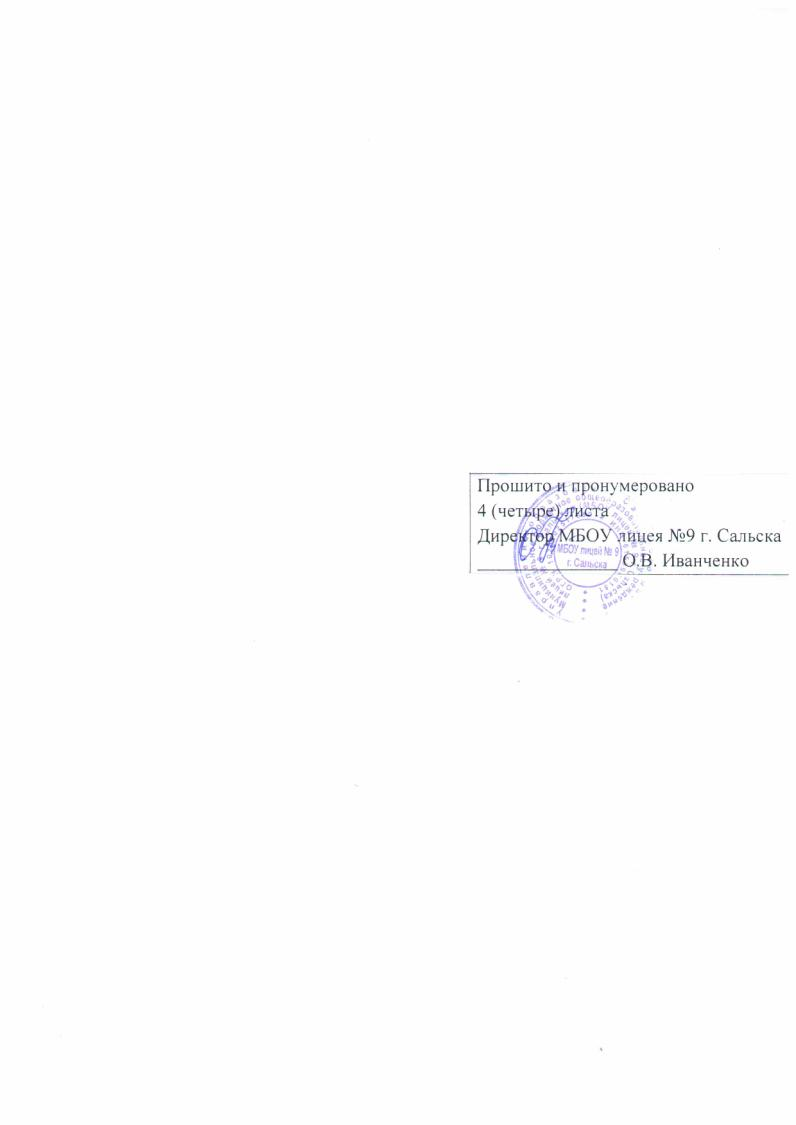 Прошито и пронумеровано
4 (четыре) листа
Директор МБОУ лицея №9 г. Сальска
О.В. Иванченко
МБОУ лицей № 9
г. Сальска